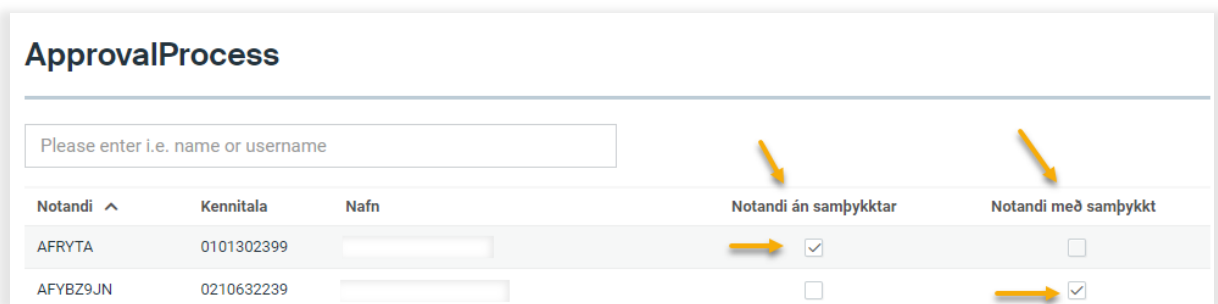 ApprovalProcess
Please enter i.e. name or username
Notandi Kennitala Nafn Notandi án samþykktar Notandi með samþykkt
AFRYTA 0101302399
AFYBZ9JN 0210632239